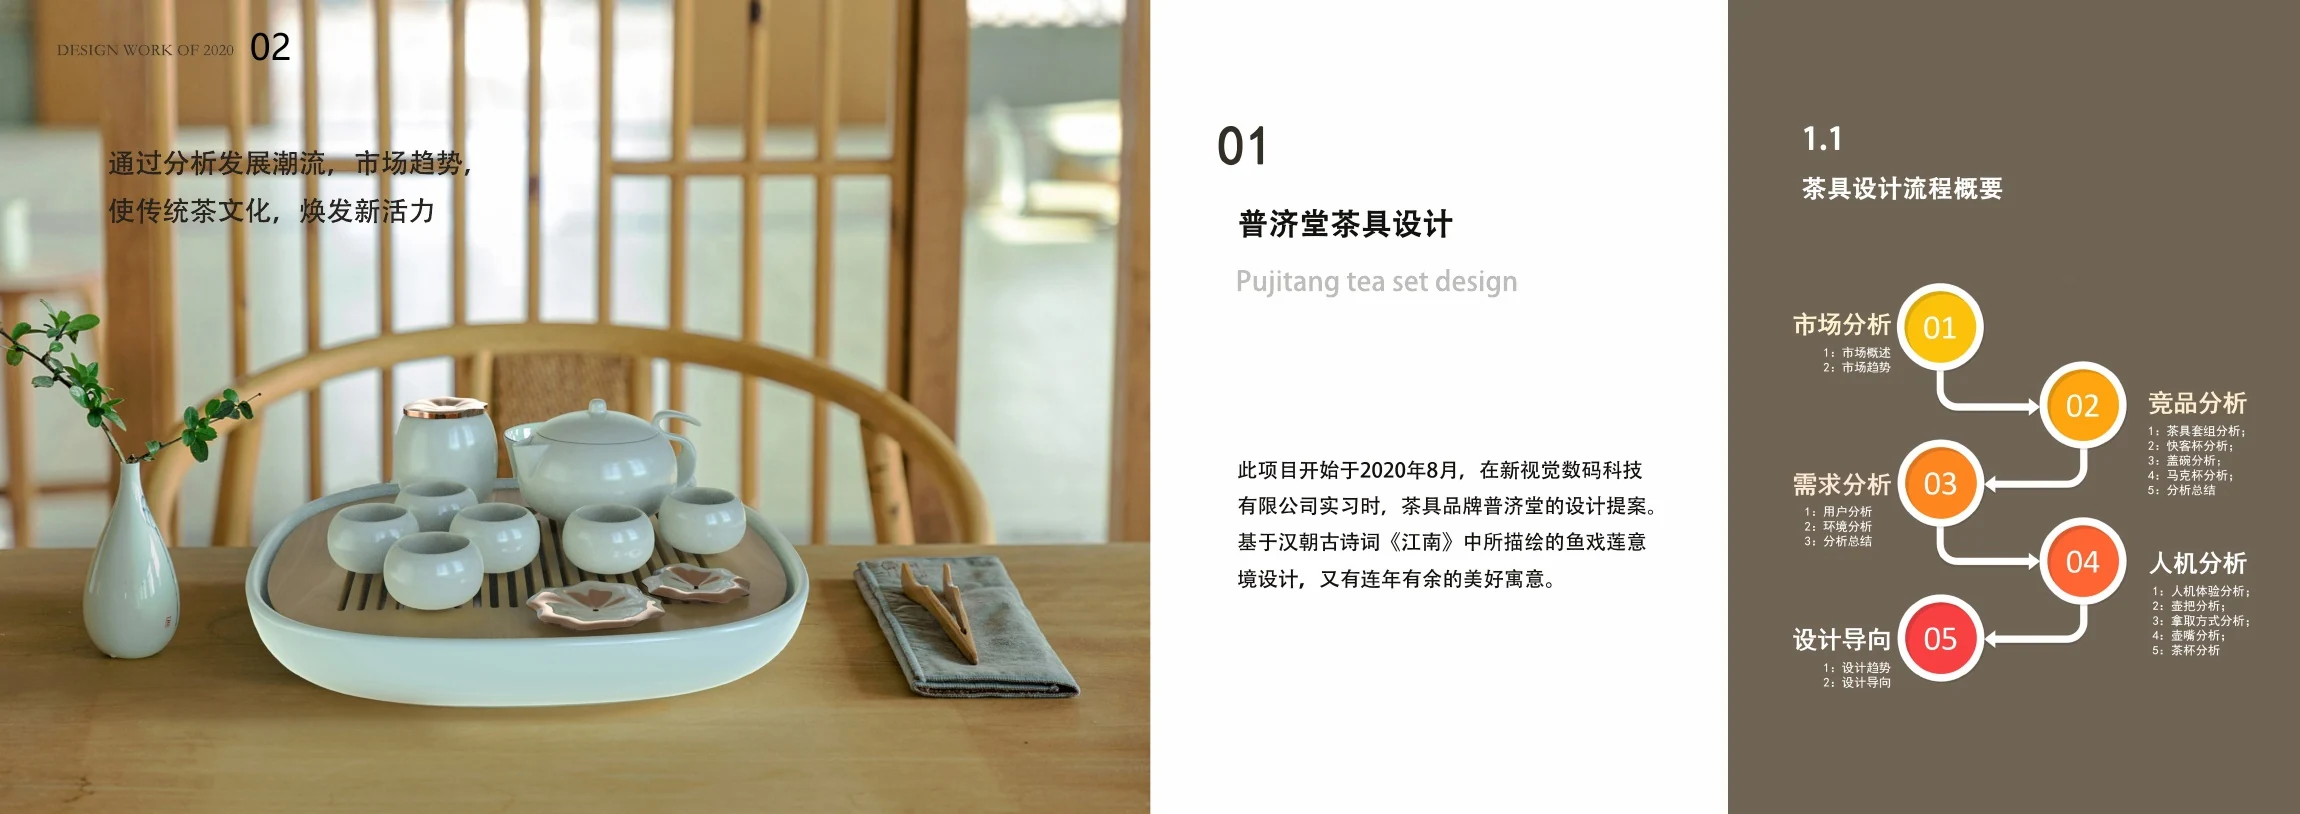 DESIGN WORK OF 2020 02
通过分析发展潮流，市场趋势，
使传统茶文化，焕发新活力
01
普济堂茶具设计
Pujitang tea set design
此项目开始于2020年8月，在新视觉数码科技
有限公司实习时，茶具品牌普济堂的设计提案。
基于汉朝古诗词《江南》中所描绘的鱼戏莲意
境设计，又有连年有余的美好寓意。
1.1
茶具设计流程概要
市场分析
01
1：市场概述
2：市场趋势
02
竞品分析
1：茶具套组分析；
2：快客杯分析；
3：盖碗分析；
4：马克杯分析；
5：分析总结
需求分析
03
1：用户分析
2：环境分析
3：分析总结
04
人机分析
1：人机体验分析；
2：壶把分析；
3：拿取方式分析；
4：壶嘴分析；
5：茶杯分析
设计导向
05
1：设计趋势
2：设计导向